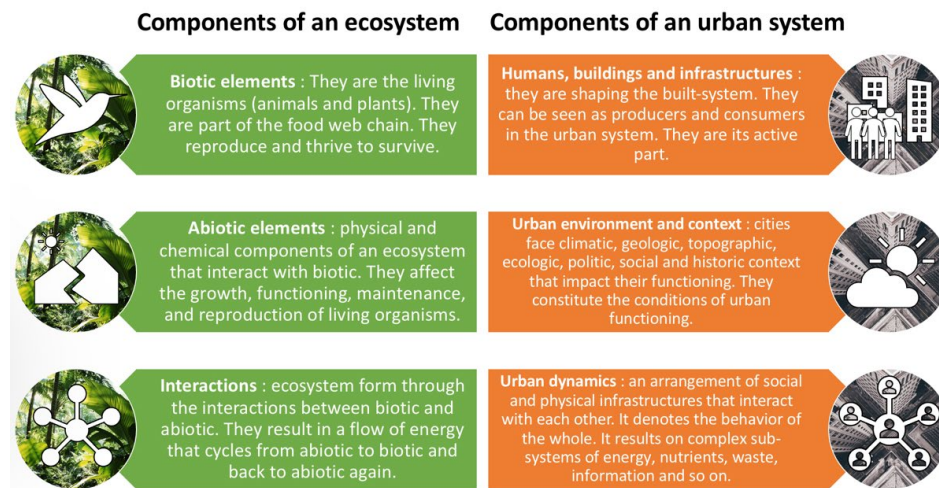 Components of an ecosystem
Components of an urban system
Biotic elements : They are the living
organisms (animals and plants). They
are part of the food web chain. They
reproduce and thrive to survive.
Humans, buildings and infrastructures :
they are shaping the built-system. They
can be seen as producers and consumers
in the urban system. They are its active
part.
Abiotic elements : physical and
chemical components of an ecosystem
that interact with biotic. They affect
the growth, functioning, maintenance,
and reproduction of living organisms.
Urban environment and context : cities
face climatic, geologic, topographic,
ecologic, politic, social and historic context
that impact their functioning. They
constitute the conditions of urban
functioning.
Interactions : ecosystem form through
the interactions between biotic and
abiotic. They result in a flow of energy
that cycles from abiotic to biotic and
back to abiotic again.
Urban dynamics : an arrangement of social
and physical infrastructures that interact
with each other. It denotes the behavior of
the whole. It results on complex sub-
systems of energy, nutrients, waste,
information and so on.